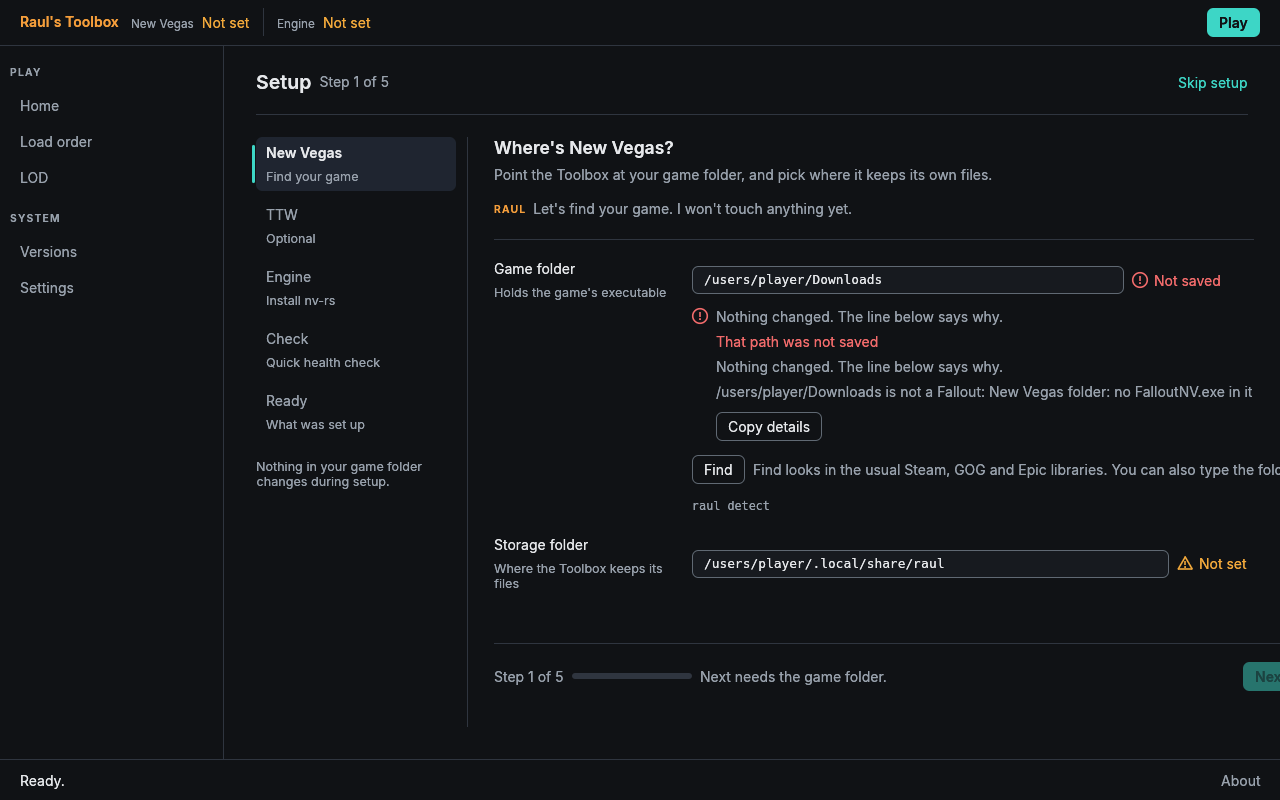 Raul's Toolbox New Vegas Not set Engine Not set Play
PLAY
Home
Load order
LOD
SYSTEM
Versions
Settings
Setup Step 1 of 5 Skip setup
New Vegas
Find your game
TTW
Optional
Engine
Install nv-rs
Check
Quick health check
Ready
What was set up
Nothing in your game folder
changes during setup.
Where's New Vegas?
Point the Toolbox at your game folder, and pick where it keeps its own files.
RAUL Let's find your game. I won't touch anything yet.
Game folder
Holds the game's executable
/users/player/Downloads Not saved
Nothing changed. The line below says why.
That path was not saved
Nothing changed. The line below says why.
/users/player/Downloads is not a Fallout: New Vegas folder: no FalloutNV.exe in it
Copy details
Find Find looks in the usual Steam, GOG and Epic libraries. You can also type the
raul detect
Storage folder
Where the Toolbox keeps its
files
/users/player/.local/share/raul Not set
Step 1 of 5 Next needs the game folder.
Ready. About